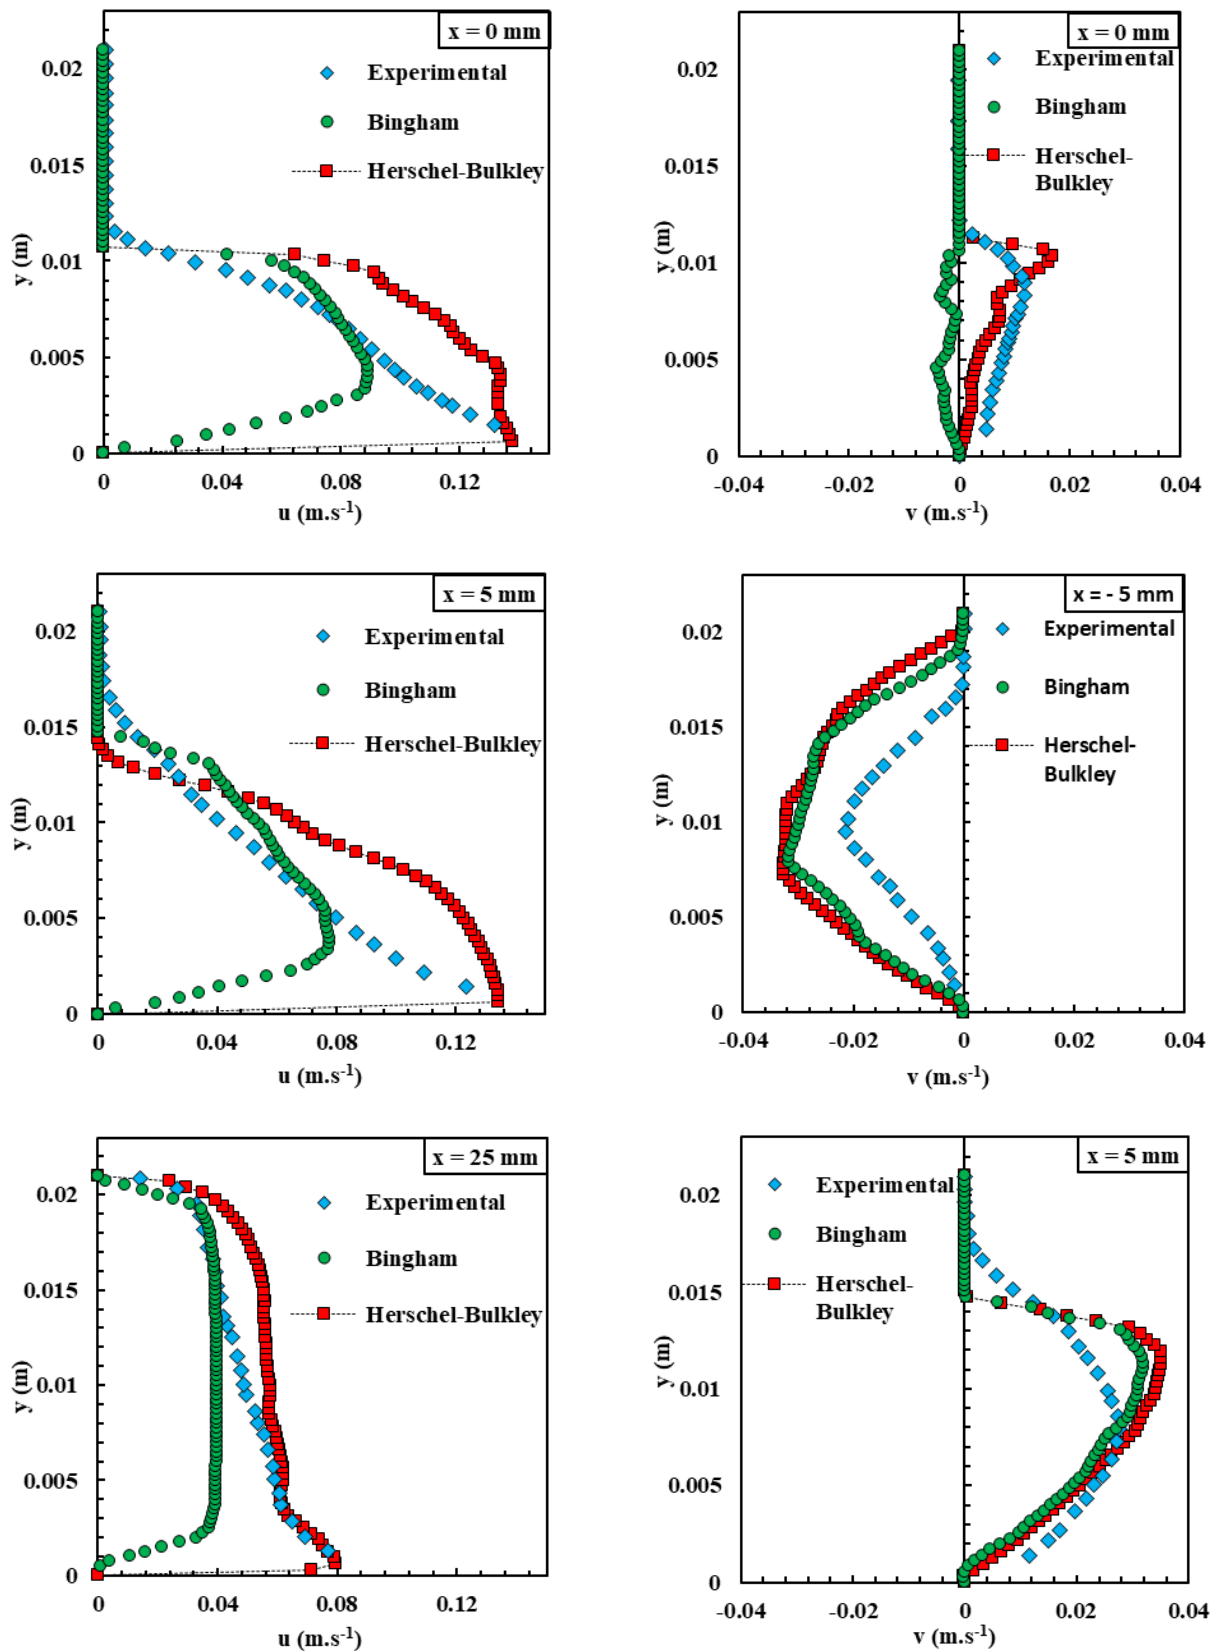 x = 0 mm
0.02
0.015
0.01
0.005
0
y (m)
Experimental
Bingham
Herschel-Bulkley
0 0.04 0.08 0.12
u (m.s-1)
x = 0 mm
0.02
0.015
0.01
0.005
0
y (m)
Experimental
Bingham
Herschel-
Bulkley
-0.04 -0.02 0 0.02 0.04
v (m.s-1)
x = 5 mm
0.02
0.015
0.01
0.005
0
y (m)
Experimental
Bingham
Herschel-Bulkley
0 0.04 0.08 0.12
u (m.s-1)
x = - 5 mm
0.02
0.015
0.01
0.005
0
y (m)
Experimental
Bingham
Herschel-
Bulkley
-0.04 -0.02 0 0.02 0.04
v (m.s-1)
x = 25 mm
0.02
0.015
0.01
0.005
0
y (m)
Experimental
Bingham
Herschel-Bulkley
0 0.04 0.08 0.12
u (m.s-1)
x = 5 mm
0.02
0.015
0.01
0.005
0
y (m)
Experimental
Bingham
Herschel-
Bulkley
-0.04 -0.02 0 0.02 0.04
v (m.s-1)